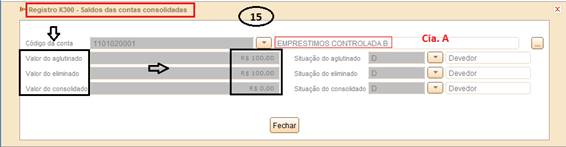 Registro K300 - Saldos das contas consolidadas
15
Código da conta 1101020001 EMPRESTIMOS CONTROLADA B Cia. A ...
Valor do aglutinado R$ 100,00 Situação do aglutinado D Devedor
Valor do eliminado R$ 100,00 Situação do eliminado D Devedor
Valor do consolidado R$ 0,00 Situação do consolidado D Devedor
Fechar